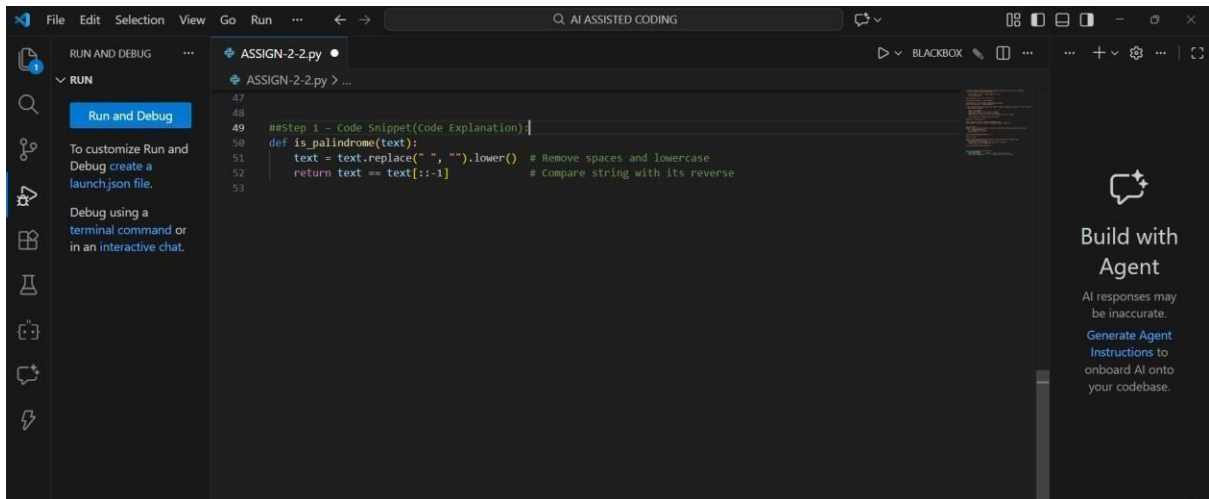 File Edit Selection View Go Run ··· ← → AI ASSISTED CODING
RUN AND DEBUG ···
RUN
Run and Debug
To customize Run and
Debug create a
launch.json file.
Debug using a
terminal command or
in an interactive chat.
1
ASSIGN-2-2.py ●
BLACKBOX ···
ASSIGN-2-2.py > ...
47
48
49 ##Step 1 – Code Snippet(Code Explanation):
50 def is_palindrome(text):
51 text = text.replace(" ", "").lower() # Remove spaces and lowercase
52 return text == text[::-1] # Compare string with its reverse
53
Build with
Agent
AI responses may
be inaccurate.
Generate Agent
Instructions to
onboard AI onto
your codebase.